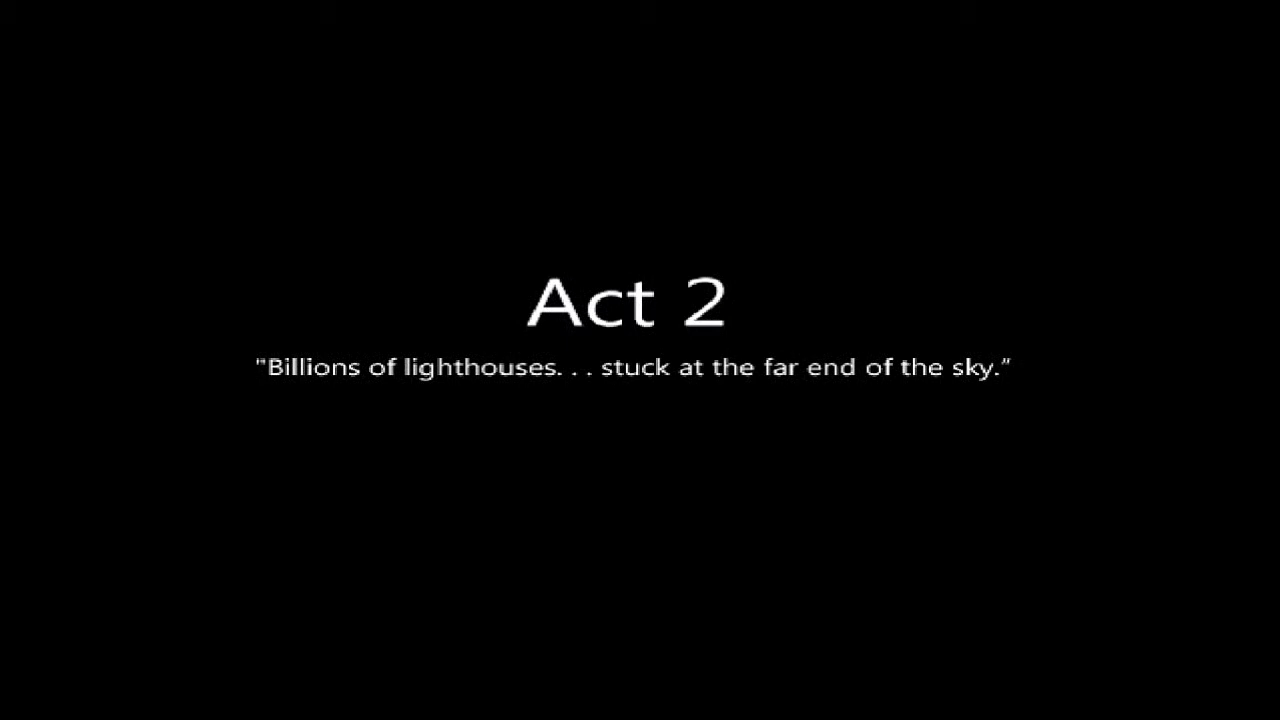 Act 2
"Billions of lighthouses. . . stuck at the far end of the sky.”